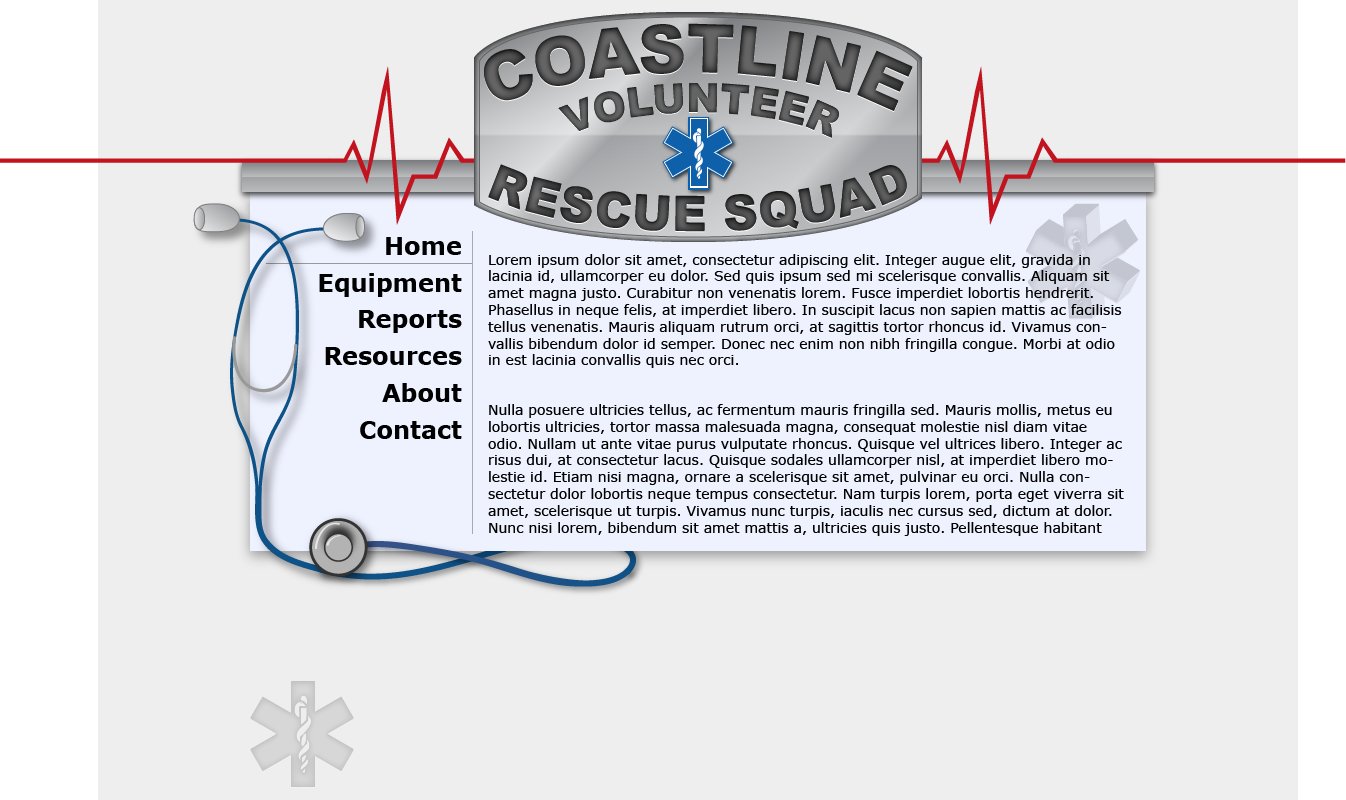 COASTLINE
VOLUNTEER
RESCUE SQUAD
Home
Equipment
Reports
Resources
About
Contact
Lorem ipsum dolor sit amet, consectetur adipiscing elit. Integer augue elit, gravida in
lacinia id, ullamcorper eu dolor. Sed quis ipsum sed mi scelerisque convallis. Aliquam sit
amet magna justo. Curabitur non venenatis lorem. Fusce imperdiet lobortis hendrerit.
Phasellus in neque felis, at imperdiet libero. In suscipit lacus non sapien mattis ac facilisis
tellus venenatis. Mauris aliquam rutrum orci, at sagittis tortor rhoncus id. Vivamus con-
vallis bibendum dolor id semper. Donec nec enim non nibh fringilla congue. Morbi at odio
in est lacinia convallis quis nec orci.
Nulla posuere ultricies tellus, ac fermentum mauris fringilla sed. Mauris mollis, metus eu
lobortis ultricies, tortor massa malesuada magna, consequat molestie nisl diam vitae
odio. Nullam ut ante vitae purus vulputate rhoncus. Quisque vel ultrices libero. Integer ac
risus dui, at consectetur lacus. Quisque sodales ullamcorper nisl, at imperdiet libero mo-
lestie id. Etiam nisi magna, ornare a scelerisque sit amet, pulvinar eu orci. Nulla con-
sectetur dolor lobortis neque tempus consectetur. Nam turpis lorem, porta eget viverra sit
amet, scelerisque ut turpis. Vivamus nunc turpis, iaculis nec cursus sed, dictum at dolor.
Nunc nisi lorem, bibendum sit amet mattis a, ultricies quis justo. Pellentesque habitant